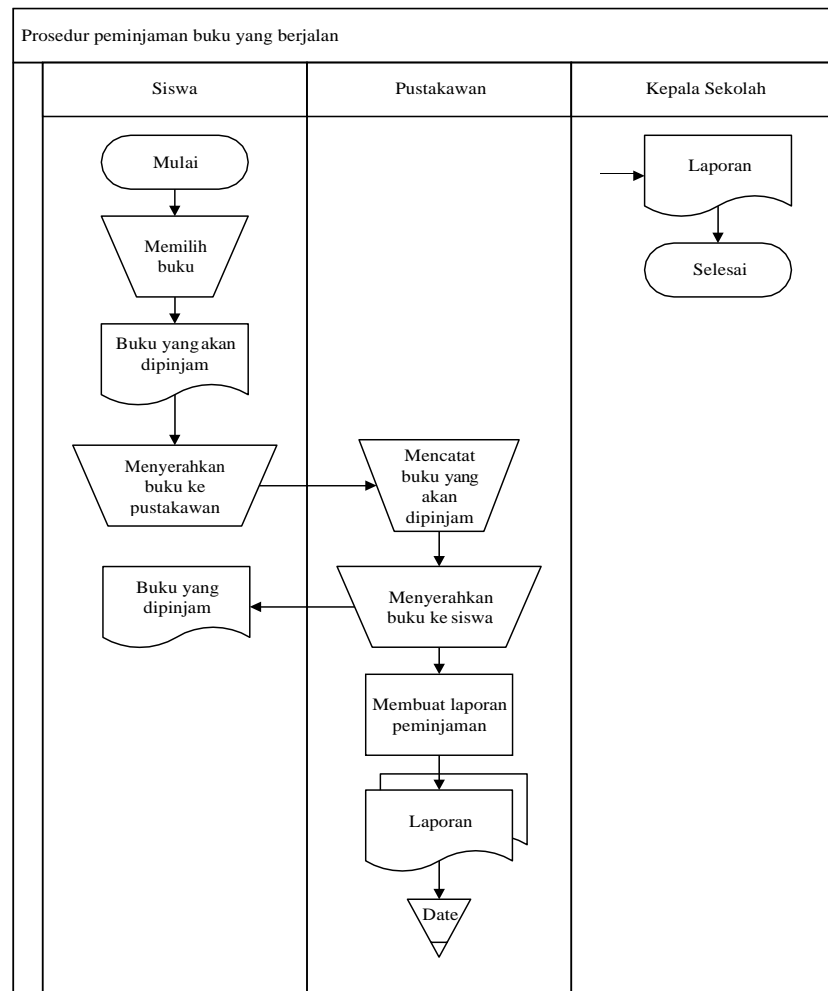 Prosedur peminjaman buku yang berjalan
Siswa
Pustakawan
Kepala Sekolah
Mulai
Memilih
buku
Buku yang akan
dipinjam
Menyerahkan
buku ke
pustakawan
Buku yang
dipinjam
Mencatat
buku yang
akan
dipinjam
Menyerahkan
buku ke siswa
Membuat laporan
peminjaman
Laporan
Date
Laporan
Selesai